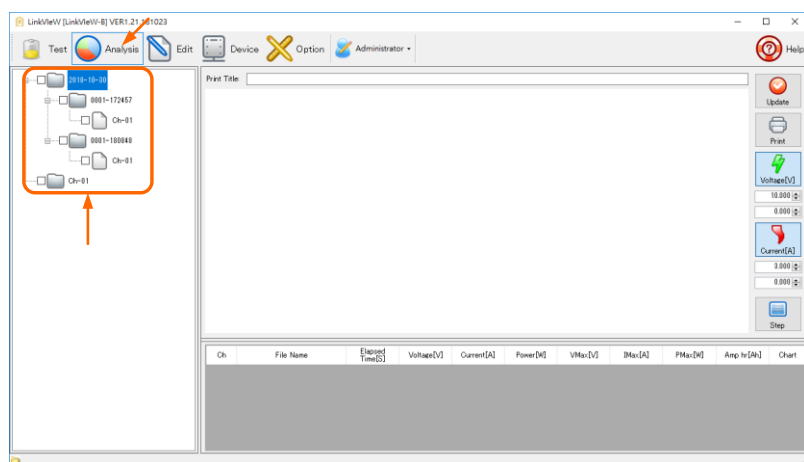 LinkVieW [LinkVieW-B] VER1.21.181023
Test Analysis Edit Device Option Administrator Help
2018-10-30
0001-172457
Ch-01
0001-180848
Ch-01
Ch-01
Print Title:
Update
Print
Voltage[V]
10.000
0.000
Current[A]
3.000
0.000
Step
Ch File Name Elapsed Time[S] Voltage[V] Current[A] Power[W] VMax[V] IMax[A] PMax[W] Amp hr[Ah] Chart